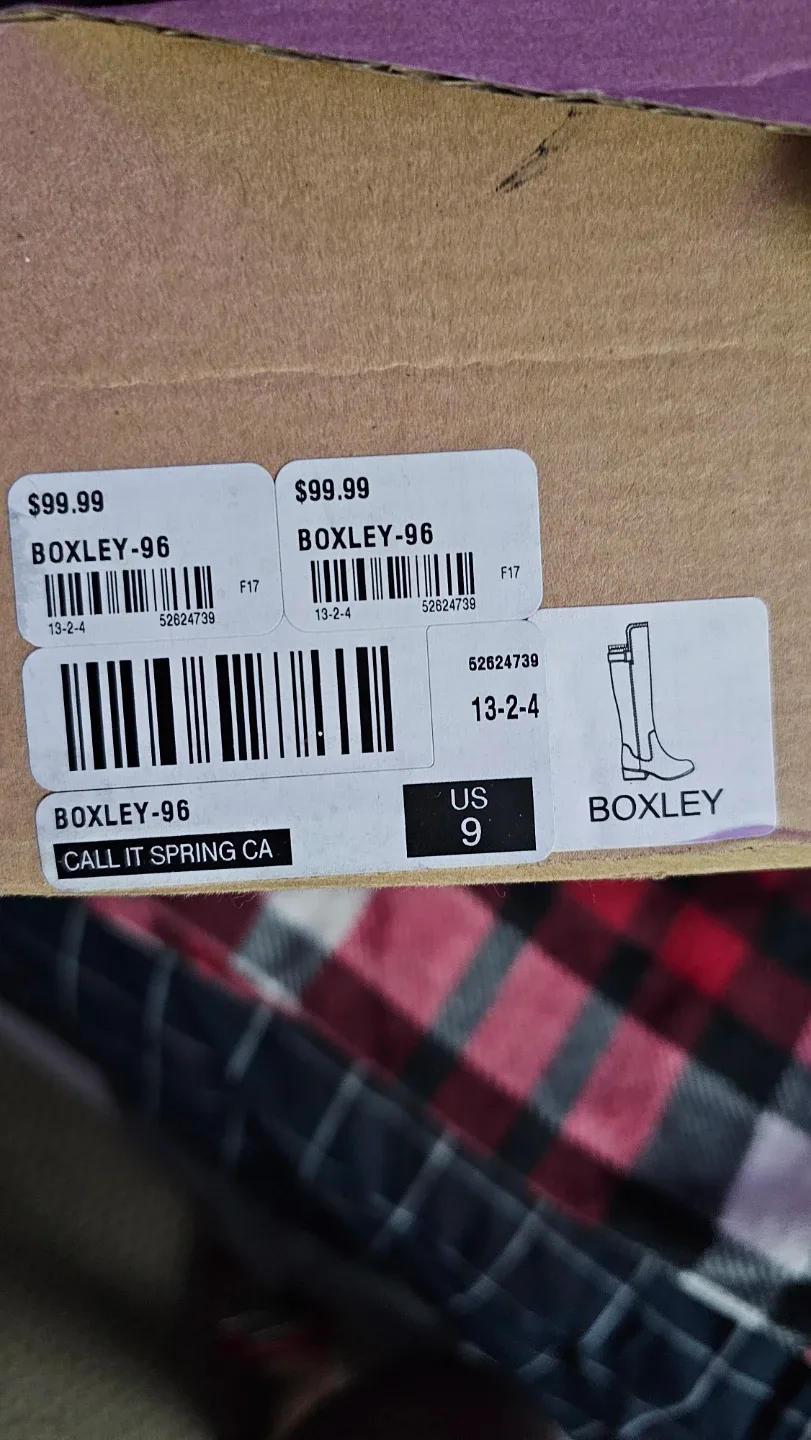 $99.99
BOXLEY-96
F17
13-2-4 52624739
$99.99
BOXLEY-96
F17
13-2-4 52624739
52624739
13-2-4
BOXLEY-96
CALL IT SPRING CA
US
9
BOXLEY